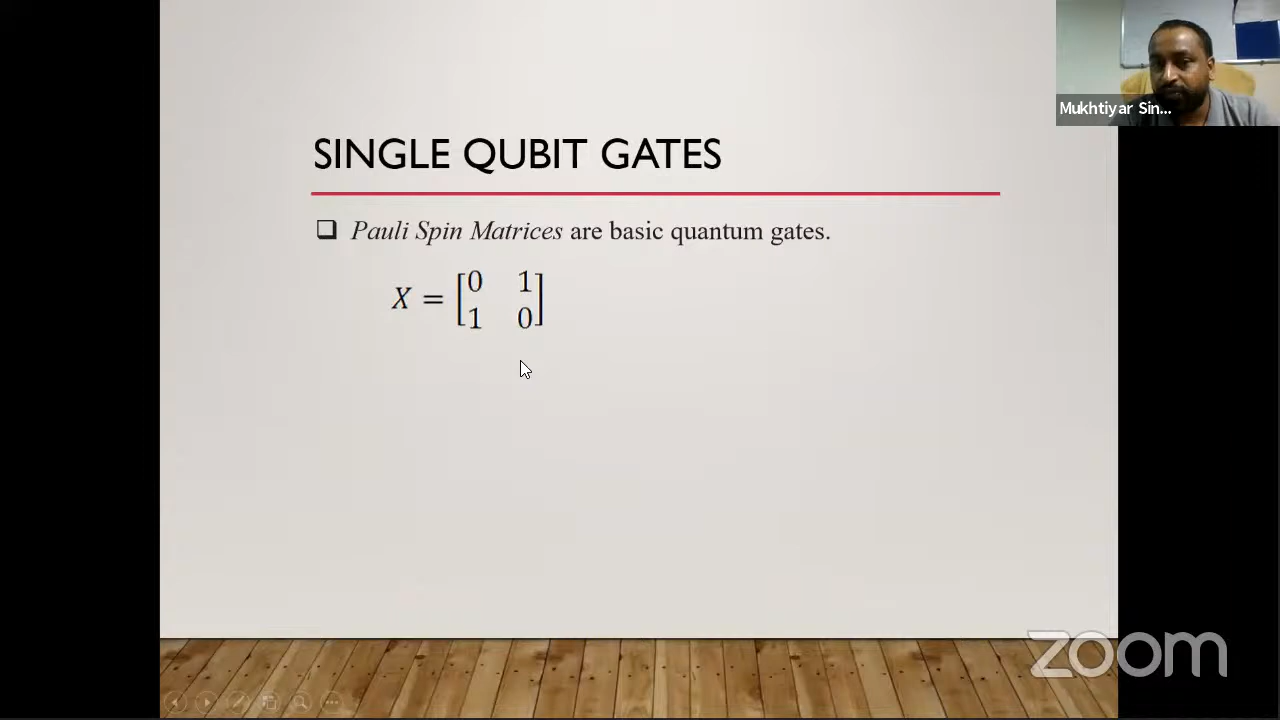 Mukhtiyar Sin...
SINGLE QUBIT GATES
❑ Pauli Spin Matrices are basic quantum gates.
X = [0 1
1 0]
zoom